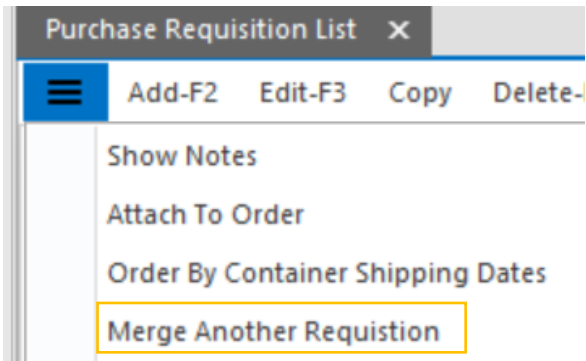 Purchase Requisition List ×
Add-F2 Edit-F3 Copy Delete-
Show Notes
Attach To Order
Order By Container Shipping Dates
Merge Another Requistion